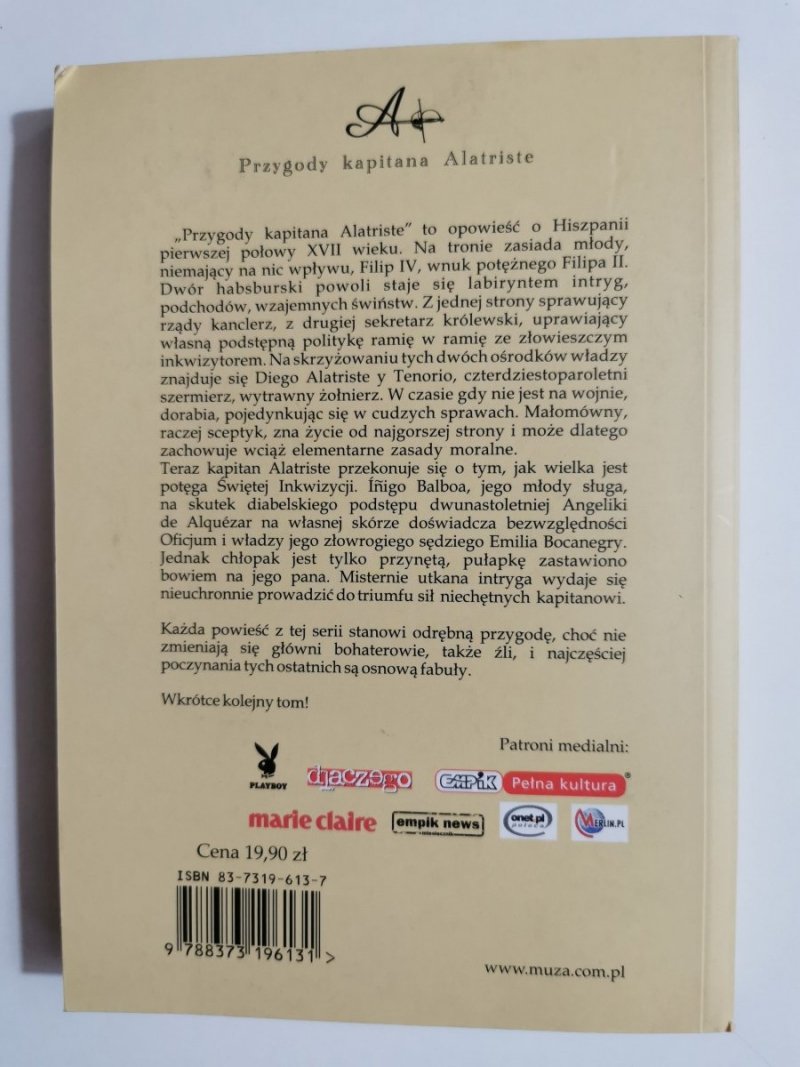 A
Przygody kapitana Alatriste
„Przygody kapitana Alatriste” to opowieść o Hiszpanii
pierwszej połowy XVII wieku. Na tronie zasiada młody,
niemający na nic wpływu, Filip IV, wnuk potężnego Filipa II.
Dwór habsburski powoli staje się labiryntem intryg,
podchodów, wzajemnych świństw. Z jednej strony sprawujący
rządy kanclerz, z drugiej sekretarz królewski, uprawiający
własną podstępną politykę ramię w ramię ze złowieszczym
inkwizytorem. Na skrzyżowaniu tych dwóch ośrodków władzy
znajduje się Diego Alatriste y Tenorio, czterdziestoparoletni
szermierz, wytrawny żołnierz. W czasie gdy nie jest na wojnie,
dorabia, pojedynkując się w cudzych sprawach. Małomówny,
raczej sceptyk, zna życie od najgorszej strony i może dlatego
zachowuje wciąż elementarne zasady moralne.
Teraz kapitan Alatriste przekonuje się o tym, jak wielka jest
potęga Świętej Inkwizycji. Íñigo Balboa, jego młody sługa,
na skutek diabelskiego podstępu dwunastoletniej Angeliki
de Alquézar na własnej skórze doświadcza bezwzględności
Oficjum i władzy jego złowrogiego sędziego Emilia Bocanegry.
Jednak chłopak jest tylko przynętą, pułapkę zastawiono
bowiem na jego pana. Misternie utkana intryga wydaje się
nieuchronnie prowadzić do triumfu sił niechętnych kapitanowi.
Każda powieść z tej serii stanowi odrębną przygodę, choć nie
zmieniają się główni bohaterowie, także źli, i najczęściej
poczynania tych ostatnich są osnową fabuły.
Wkrótce kolejny tom!
Patroni medialni:
PLAYBOY dlaczego empik Pełna kultura®
marie claire empik news onet.pl MERLIN.PL
miesięcznik polska
Cena 19,90 zł
ISBN 83-7319-613-7
9 788373 196131 >
www.muza.com.pl